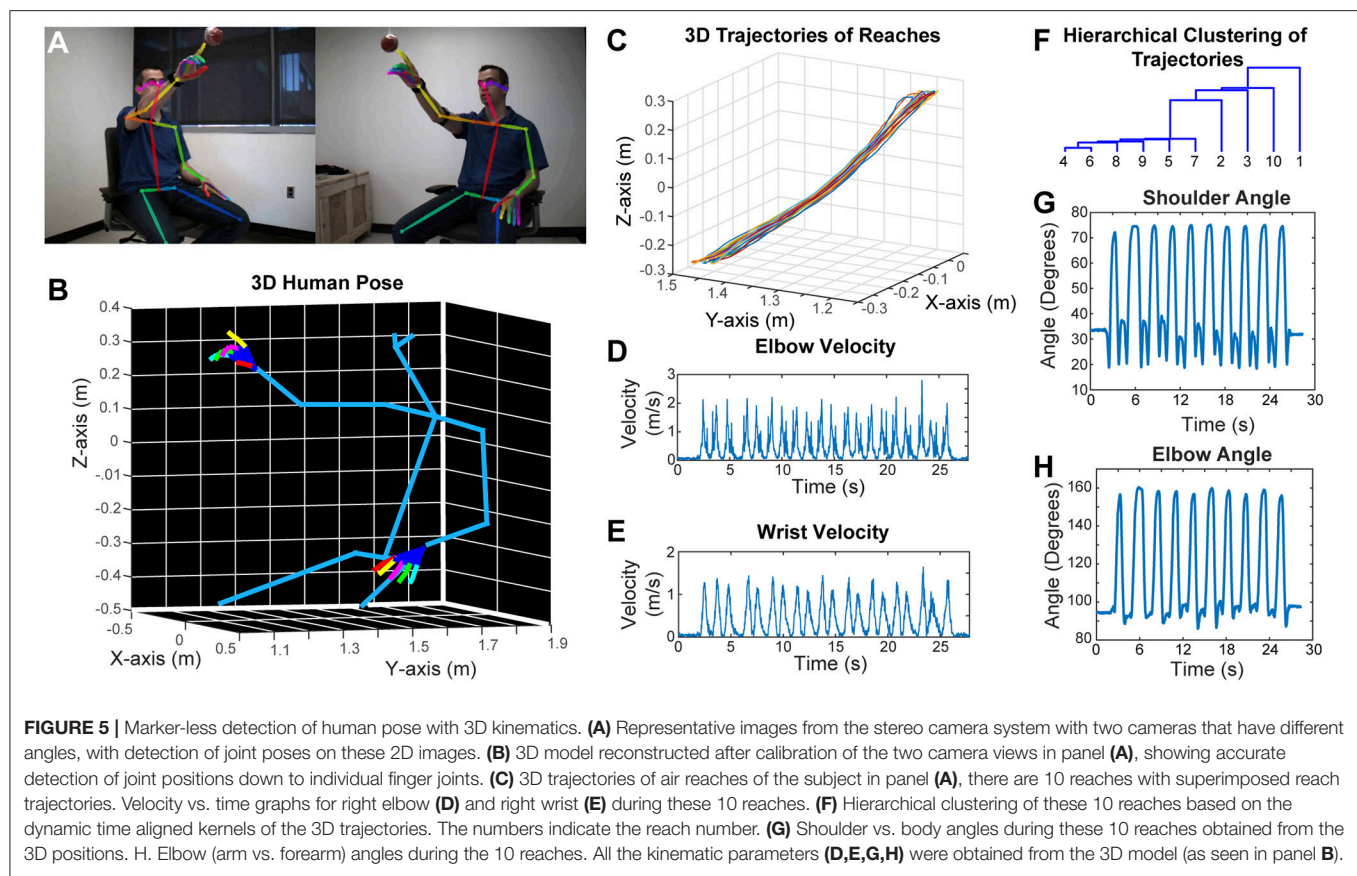 A
B
3D Human Pose
0.4
0.3
0.2
0.1
0
-0.01
-0.2
-0.3
-0.4
-0.5
Z-axis (m)
-0.5
0
0.5
X-axis (m)
1.1
1.3
1.5
1.7
1.9
Y-axis (m)
C
3D Trajectories of Reaches
0.3
0.2
0.1
0
-0.1
-0.2
-0.3
Z-axis (m)
1.5
1.4
1.3
1.2
Y-axis (m)
0
-0.1
-0.2
-0.3
X-axis (m)
D
Elbow Velocity
3
2
1
0
Velocity
(m/s)
0 5 10 15 20 25
Time (s)
E
Wrist Velocity
2
1
0
Velocity
(m/s)
0 5 10 15 20 25
Time (s)
F
Hierarchical Clustering of
Trajectories
4 6 8 9 5 7 2 3 10 1
G
Shoulder Angle
80
70
60
50
40
30
20
10
Angle (Degrees)
0 6 12 18 24 30
Time (s)
H
Elbow Angle
160
140
120
100
80
Angle (Degrees)
0 6 12 18 24 30
Time (s)
FIGURE 5 | Marker-less detection of human pose with 3D kinematics. (A) Representative images from the stereo camera system with two cameras that have different
angles, with detection of joint poses on these 2D images. (B) 3D model reconstructed after calibration of the two camera views in panel (A), showing accurate
detection of joint positions down to individual finger joints. (C) 3D trajectories of air reaches of the subject in panel (A), there are 10 reaches with superimposed reach
trajectories. Velocity vs. time graphs for right elbow (D) and right wrist (E) during these 10 reaches. (F) Hierarchical clustering of these 10 reaches based on the
dynamic time aligned kernels of the 3D trajectories. The numbers indicate the reach number. (G) Shoulder vs. body angles during these 10 reaches obtained from the
3D positions. H. Elbow (arm vs. forearm) angles during the 10 reaches. All the kinematic parameters (D,E,G,H) were obtained from the 3D model (as seen in panel B).